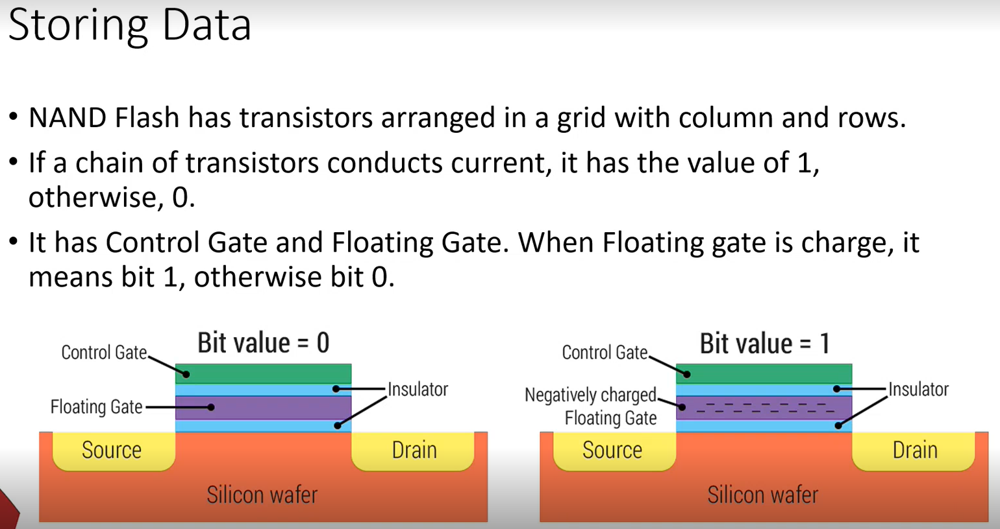 Storing Data
• NAND Flash has transistors arranged in a grid with column and rows.
• If a chain of transistors conducts current, it has the value of 1,
otherwise, 0.
• It has Control Gate and Floating Gate. When Floating gate is charge, it
means bit 1, otherwise bit 0.
Bit value = 0
Control Gate
Insulator
Floating Gate
Source
Drain
Silicon wafer
Bit value = 1
Control Gate
Insulator
Negatively charged
Floating Gate
Source
Drain
Silicon wafer